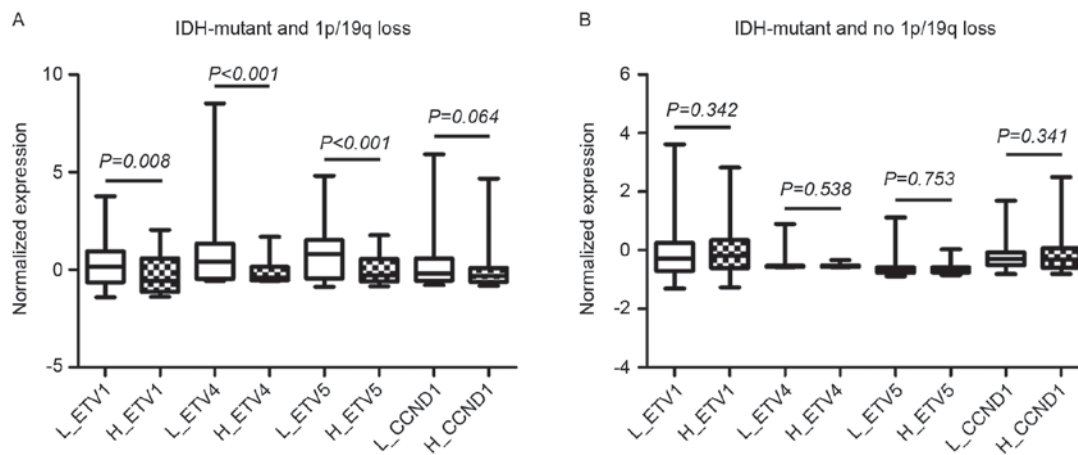 A
IDH-mutant and 1p/19q loss
Normalized expression
10
5
0
-5
P=0.008
P<0.001
P<0.001
P=0.064
L_ETV1
H_ETV1
L_ETV4
H_ETV4
L_ETV5
H_ETV5
L_CCND1
H_CCND1
B
IDH-mutant and no 1p/19q loss
Normalized expression
6
4
2
-0
-2
-4
P=0.342
P=0.538
P=0.753
P=0.341
L_ETV1
H_ETV1
L_ETV4
H_ETV4
L_ETV5
H_ETV5
L_CCND1
H_CCND1